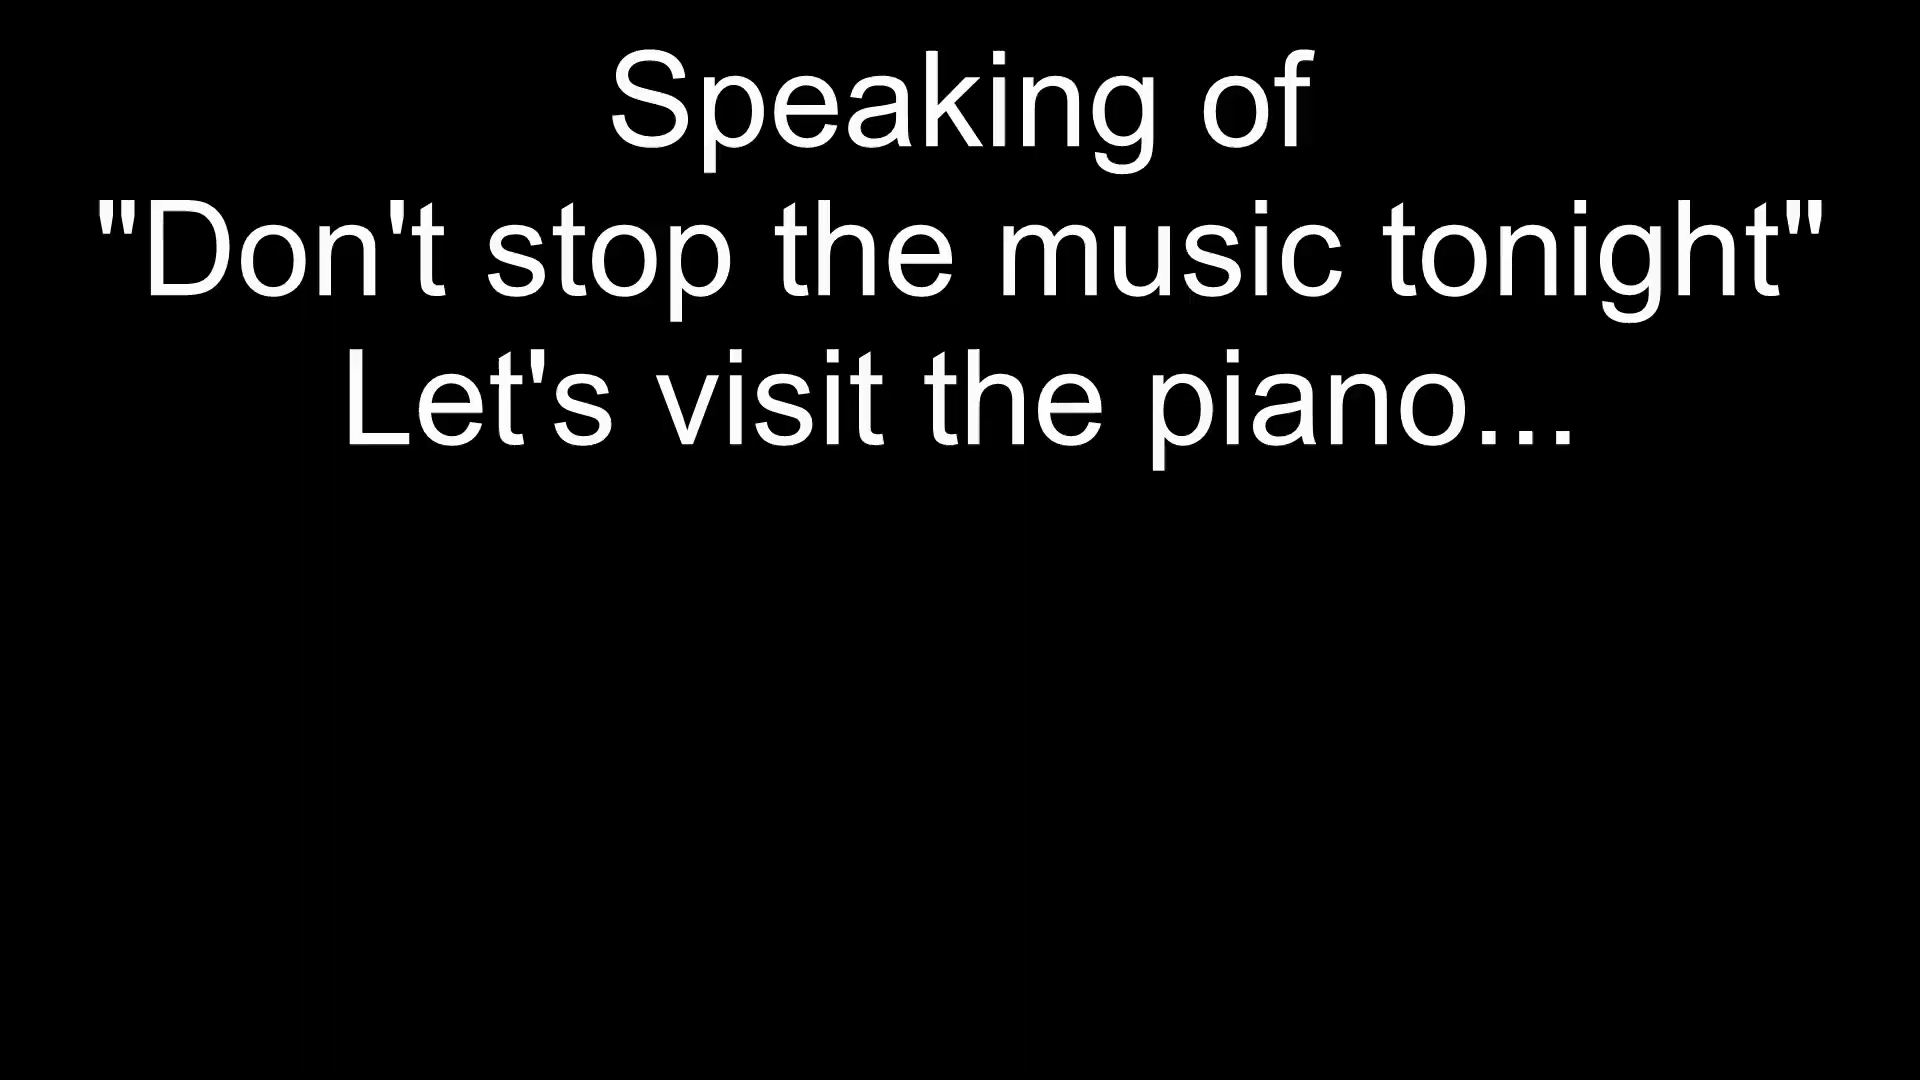 Speaking of
"Don't stop the music tonight"
Let's visit the piano...